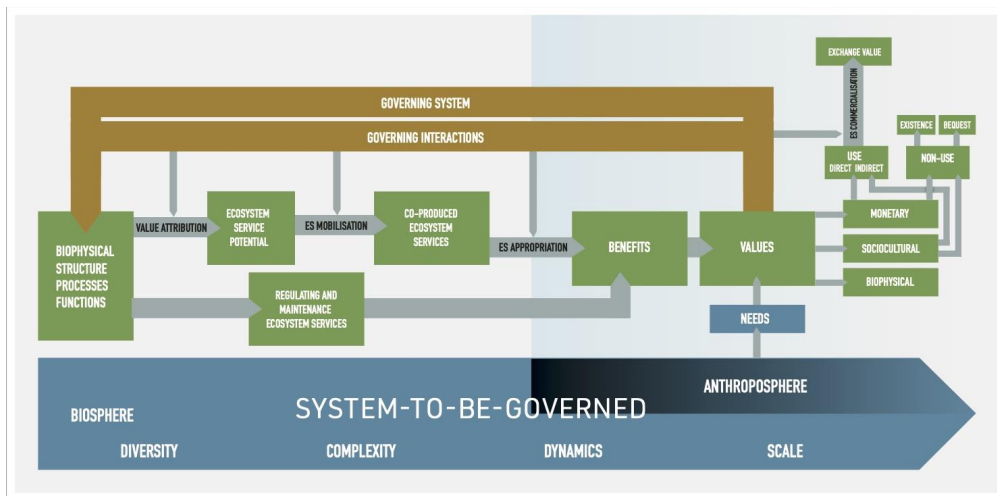 EXCHANGE VALUE
GOVERNING SYSTEM
ES COMMERCIALISATION
EXISTENCE
BEQUEST
GOVERNING INTERACTIONS
USE
DIRECT INDIRECT
NON-USE
BIOPHYSICAL
STRUCTURE
PROCESSES
FUNCTIONS
VALUE ATTRIBUTION
ECOSYSTEM
SERVICE
POTENTIAL
ES MOBILISATION
CO-PRODUCED
ECOSYSTEM
SERVICES
ES APPROPRIATION
BENEFITS
VALUES
MONETARY
SOCIOCULTURAL
BIOPHYSICAL
REGULATING AND
MAINTENANCE
ECOSYSTEM SERVICES
NEEDS
ANTHROPOSPHERE
BIOSPHERE
SYSTEM-TO-BE-GOVERNED
DIVERSITY
COMPLEXITY
DYNAMICS
SCALE